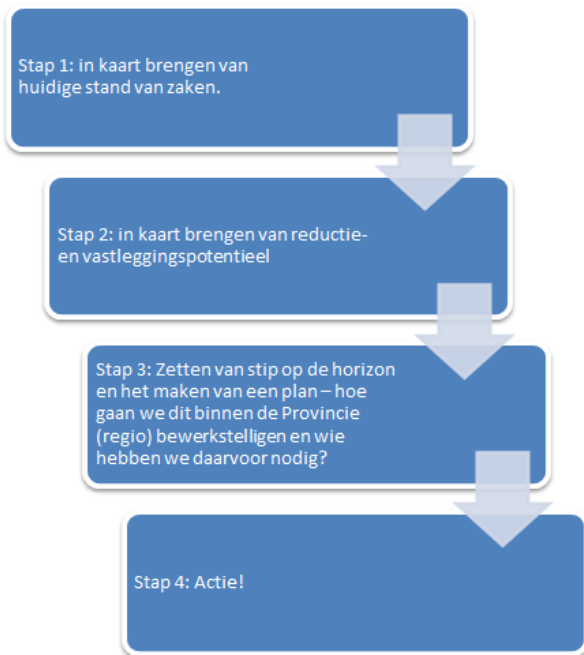 Stap 1: in kaart brengen van
huidige stand van zaken.
Stap 2: in kaart brengen van reductie-
en vastleggingspotentieel
Stap 3: Zetten van stip op de horizon
en het maken van een plan – hoe
gaan we dit binnen de Provincie
(regio) bewerkstelligen en wie
hebben we daarvoor nodig?
Stap 4: Actie!